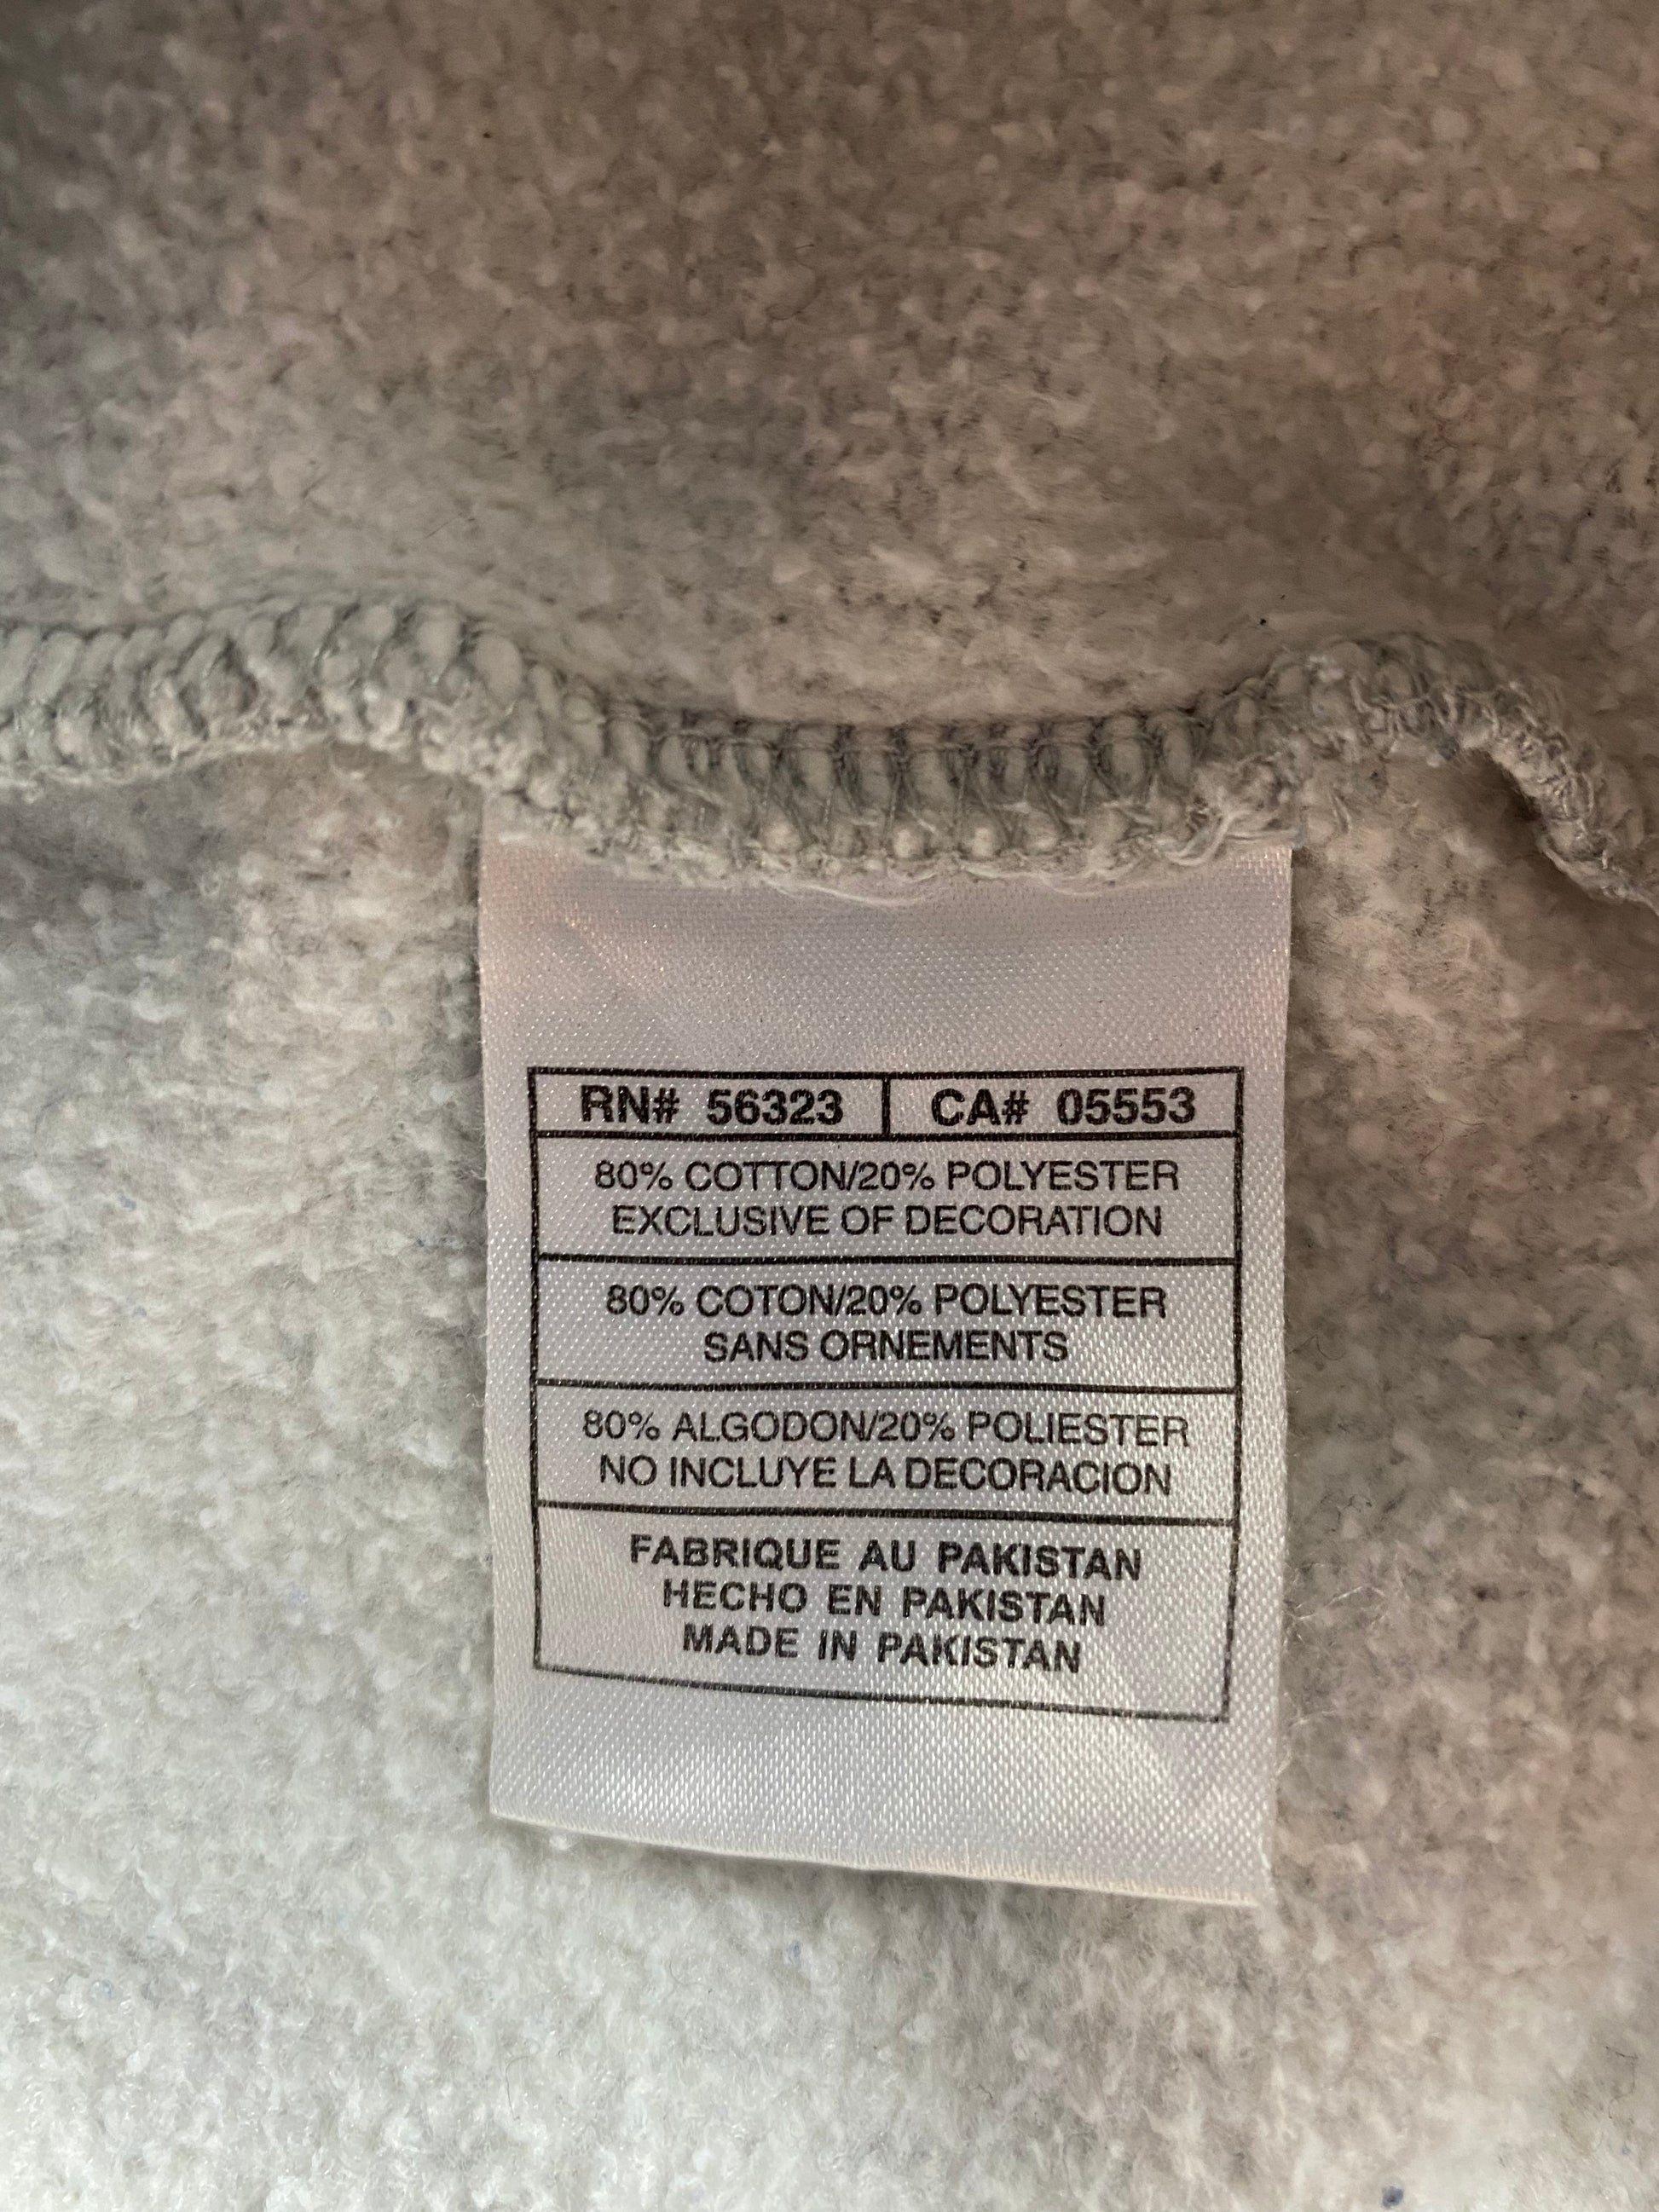 RN# 56323 CA# 05553
80% COTTON/20% POLYESTER
EXCLUSIVE OF DECORATION
80% COTON/20% POLYESTER
SANS ORNEMENTS
80% ALGODON/20% POLIESTER
NO INCLUYE LA DECORACION
FABRIQUE AU PAKISTAN
HECHO EN PAKISTAN
MADE IN PAKISTAN